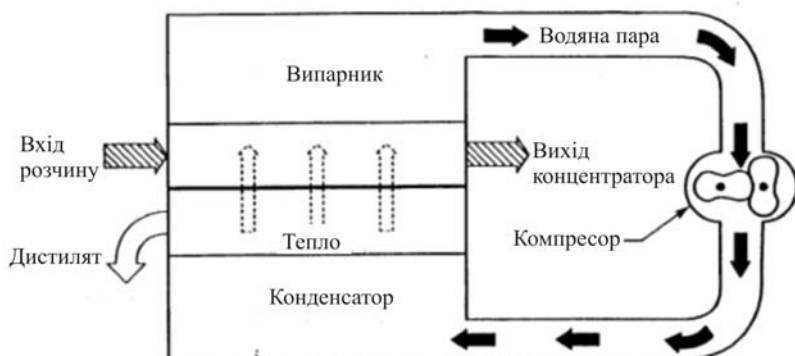 Водяна пара
Випарник
Вхід
розчину
Вихід
концентратора
Тепло
Компресор
Дистилят
Конденсатор